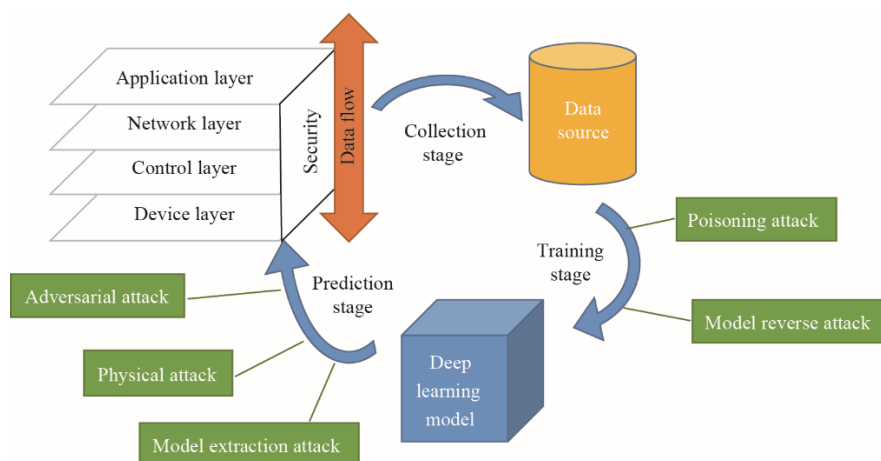 Application layer
Network layer
Control layer
Device layer
Security
Data flow
Collection
stage
Data
source
Poisoning attack
Training
stage
Model reverse attack
Prediction
stage
Adversarial attack
Physical attack
Model extraction attack
Deep
learning
model